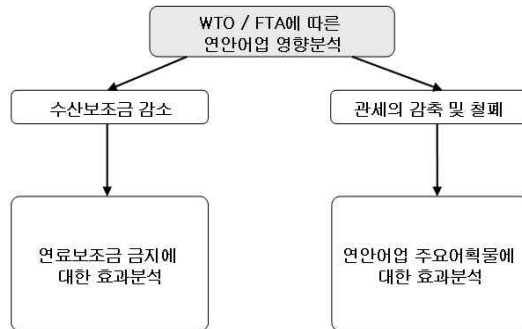 WTO / FTA에 따른
연안어업 영향분석
수산보조금 감소
관세의 감축 및 철폐
연료보조금 금지에
대한 효과분석
연안어업 주요어획물에
대한 효과분석